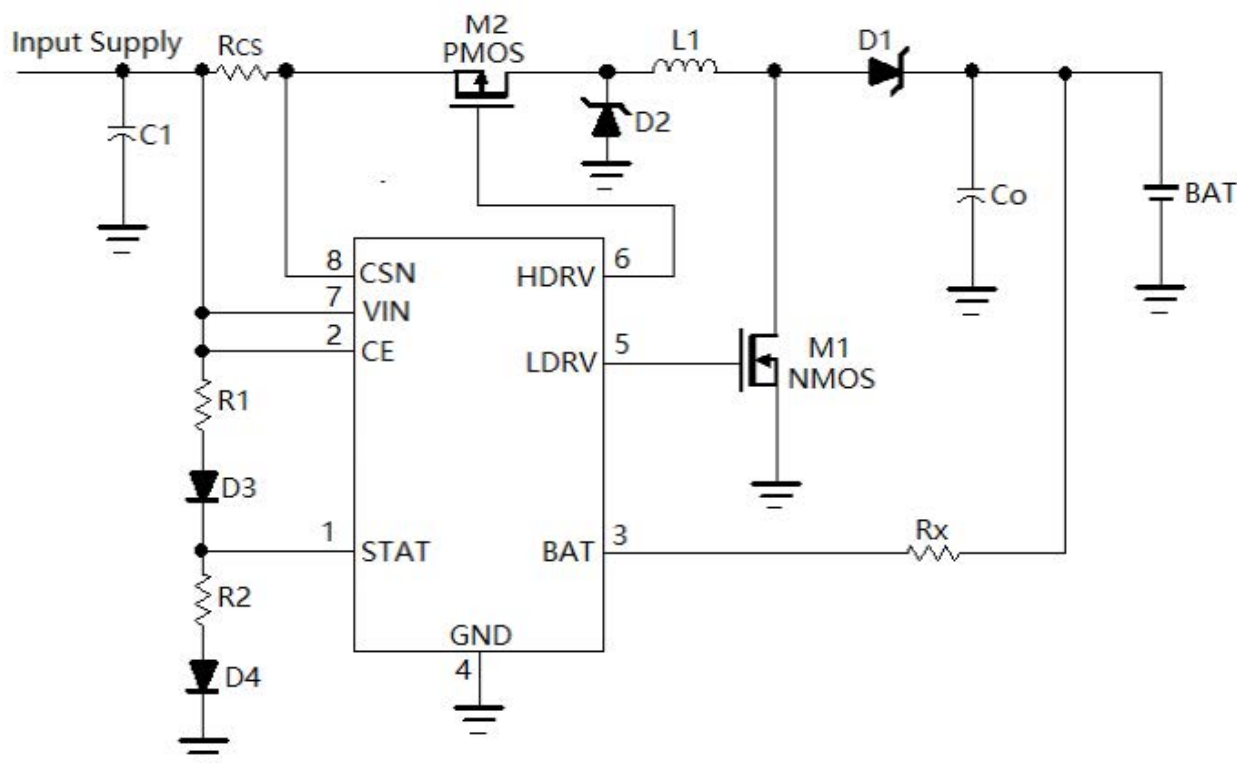 Input Supply
Rcs
M2
PMOS
L1
D1
C1
D2
Co
BAT
8
CSN
HDRV
6
7
VIN
2
CE
LDRV
5
M1
NMOS
R1
D3
1
STAT
BAT
3
Rx
R2
GND
4
D4